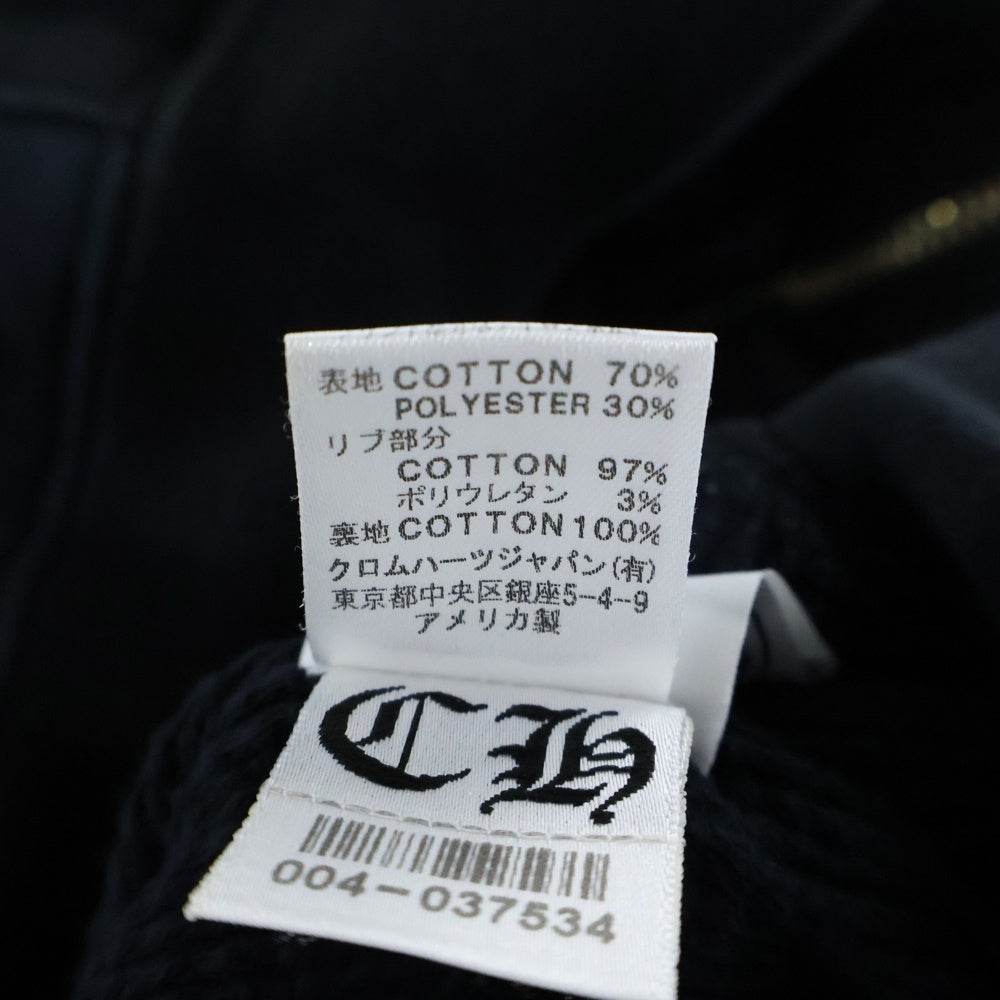 表地 COTTON 70%
POLYESTER 30%
リブ部分
COTTON 97%
ポリウレタン 3%
裏地 COTTON 100%
クロムハーツジャパン(有)
東京都中央区銀座5-4-9
アメリカ製
CH
004-037534